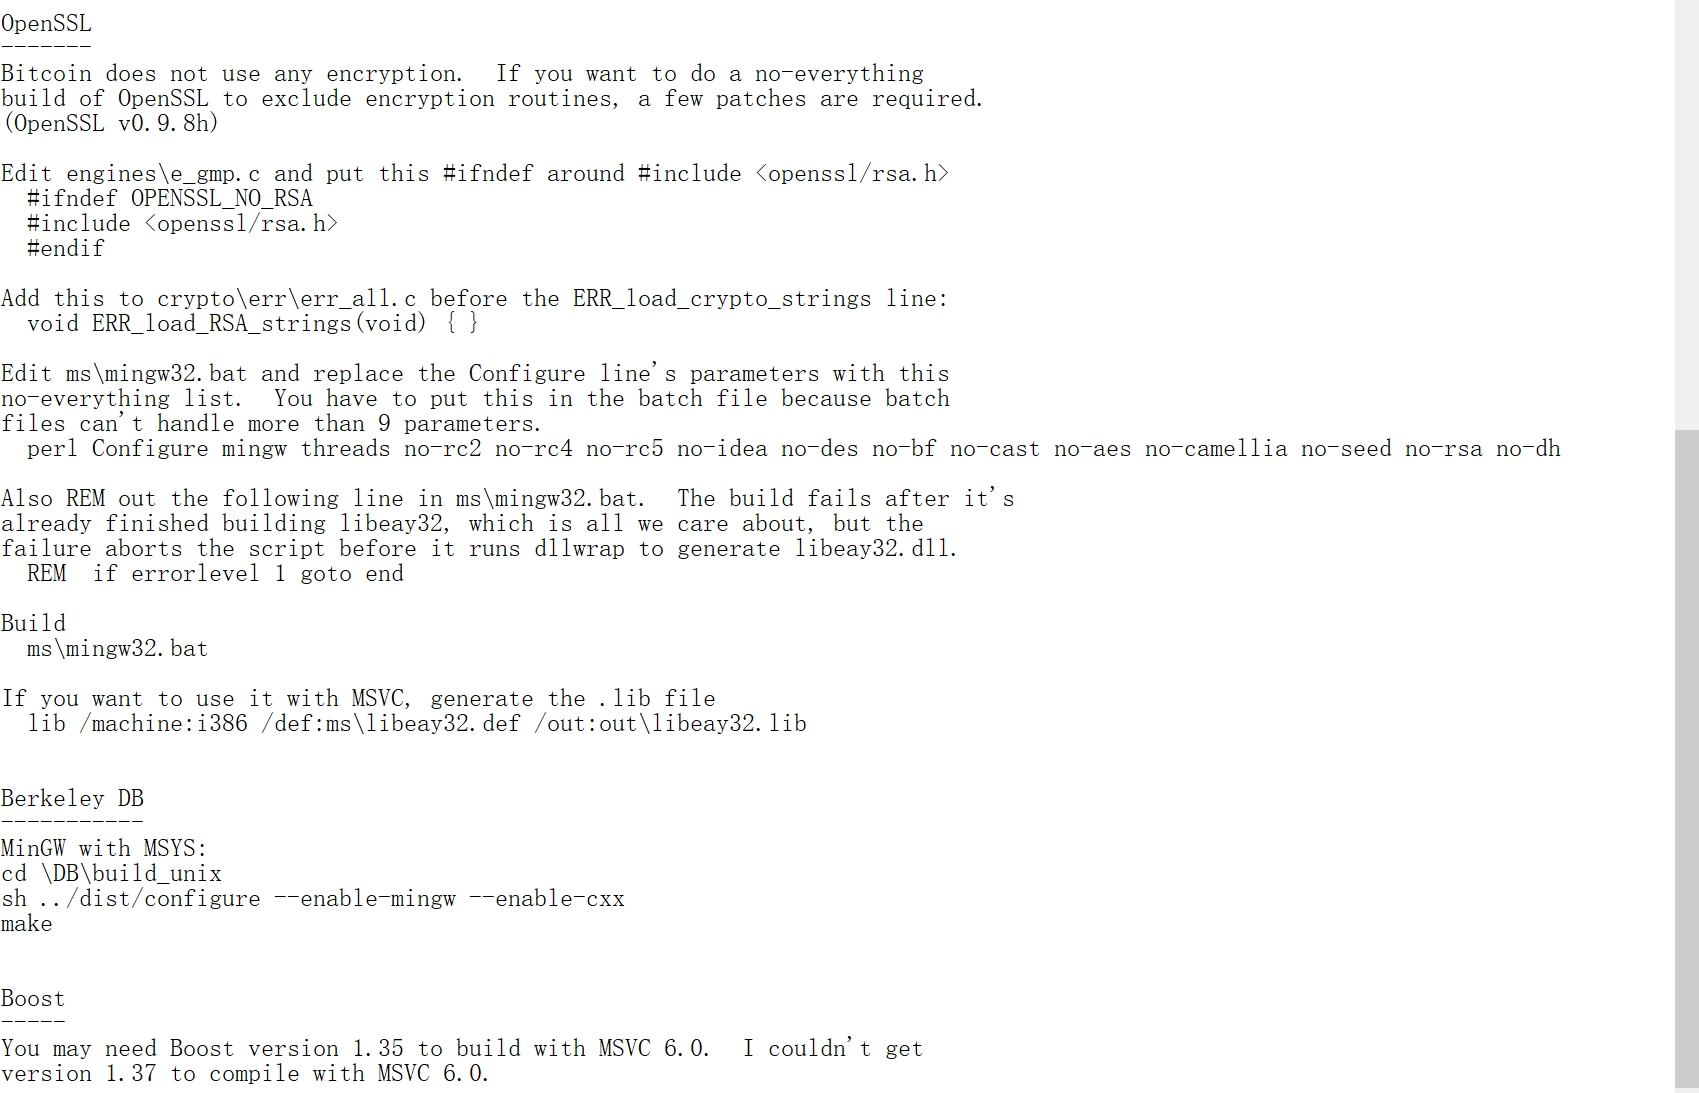 OpenSSL
-------
Bitcoin does not use any encryption.  If you want to do a no-everything
build of OpenSSL to exclude encryption routines, a few patches are required.
(OpenSSL v0.9.8h)

Edit engines\e_gmp.c and put this #ifndef around #include <openssl/rsa.h>
  #ifndef OPENSSL_NO_RSA
  #include <openssl/rsa.h>
  #endif

Add this to crypto\err\err_all.c before the ERR_load_crypto_strings line:
  void ERR_load_RSA_strings(void) { }

Edit ms\mingw32.bat and replace the Configure line's parameters with this
no-everything list.  You have to put this in the batch file because batch
files can't handle more than 9 parameters.
  perl Configure mingw threads no-rc2 no-rc4 no-rc5 no-idea no-des no-bf no-cast no-aes no-camellia no-seed no-rsa no-dh

Also REM out the following line in ms\mingw32.bat.  The build fails after it's
already finished building libeay32, which is all we care about, but the
failure aborts the script before it runs dllwrap to generate libeay32.dll.
  REM  if errorlevel 1 goto end

Build
  ms\mingw32.bat

If you want to use it with MSVC, generate the .lib file
  lib /machine:i386 /def:ms\libeay32.def /out:out\libeay32.lib


Berkeley DB
-----------
MinGW with MSYS:
cd \DB\build_unix
sh ../dist/configure --enable-mingw --enable-cxx
make


Boost
-----
You may need Boost version 1.35 to build with MSVC 6.0.  I couldn't get
version 1.37 to compile with MSVC 6.0.